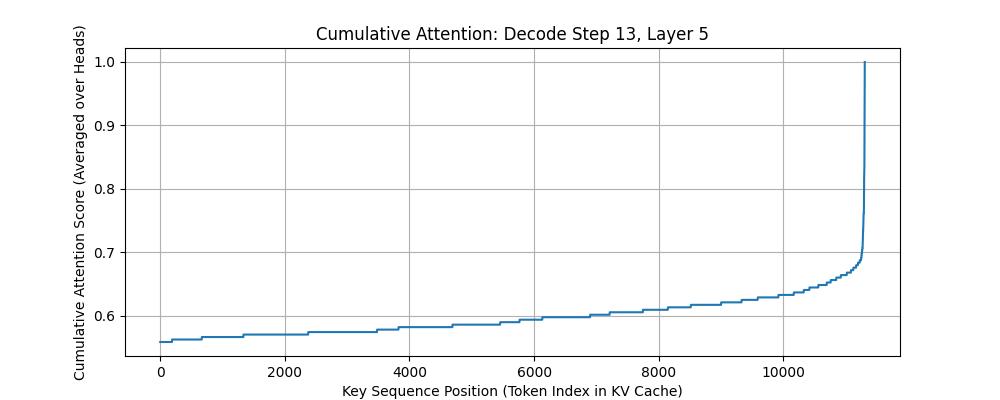 Cumulative Attention: Decode Step 13, Layer 5
Cumulative Attention Score (Averaged over Heads)
1.0
0.9
0.8
0.7
0.6
0 2000 4000 6000 8000 10000
Key Sequence Position (Token Index in KV Cache)